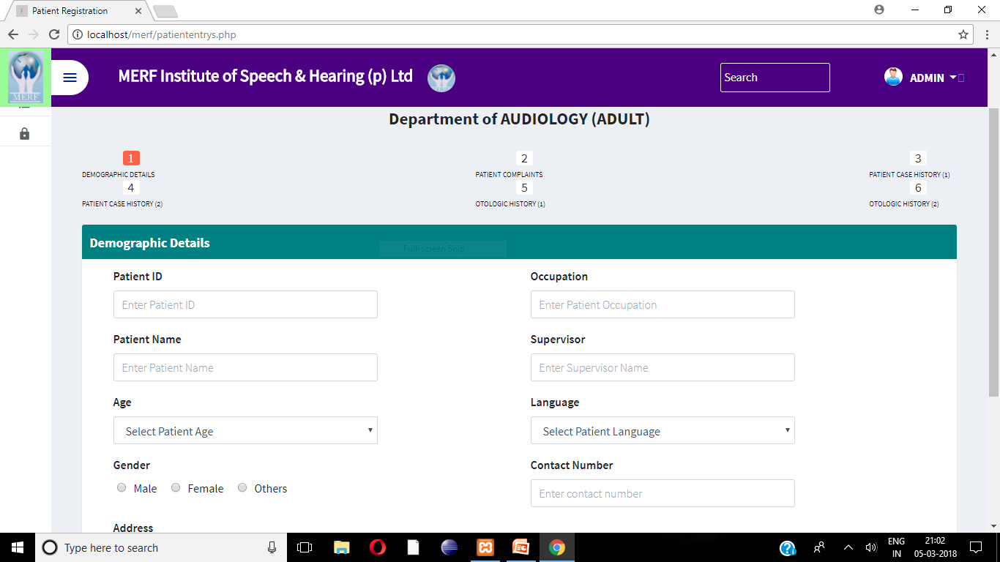 Patient Registration
localhost/merf/patiententrys.php
MERF
MERF Institute of Speech & Hearing (p) Ltd
Search
ADMIN
Department of AUDIOLOGY (ADULT)
1 2 3
DEMOGRAPHIC DETAILS PATIENT COMPLAINTS PATIENT CASE HISTORY (1)
4 5 6
PATIENT CASE HISTORY (2) OTOLOGIC HISTORY (1) OTOLOGIC HISTORY (2)
Demographic Details
Full-screen Snip
Patient ID Occupation
Enter Patient ID Enter Patient Occupation
Patient Name Supervisor
Enter Patient Name Enter Supervisor Name
Age Language
Select Patient Age Select Patient Language
Gender Contact Number
Male Female Others Enter contact number
Address
Type here to search
ENG 21:02
IN 05-03-2018